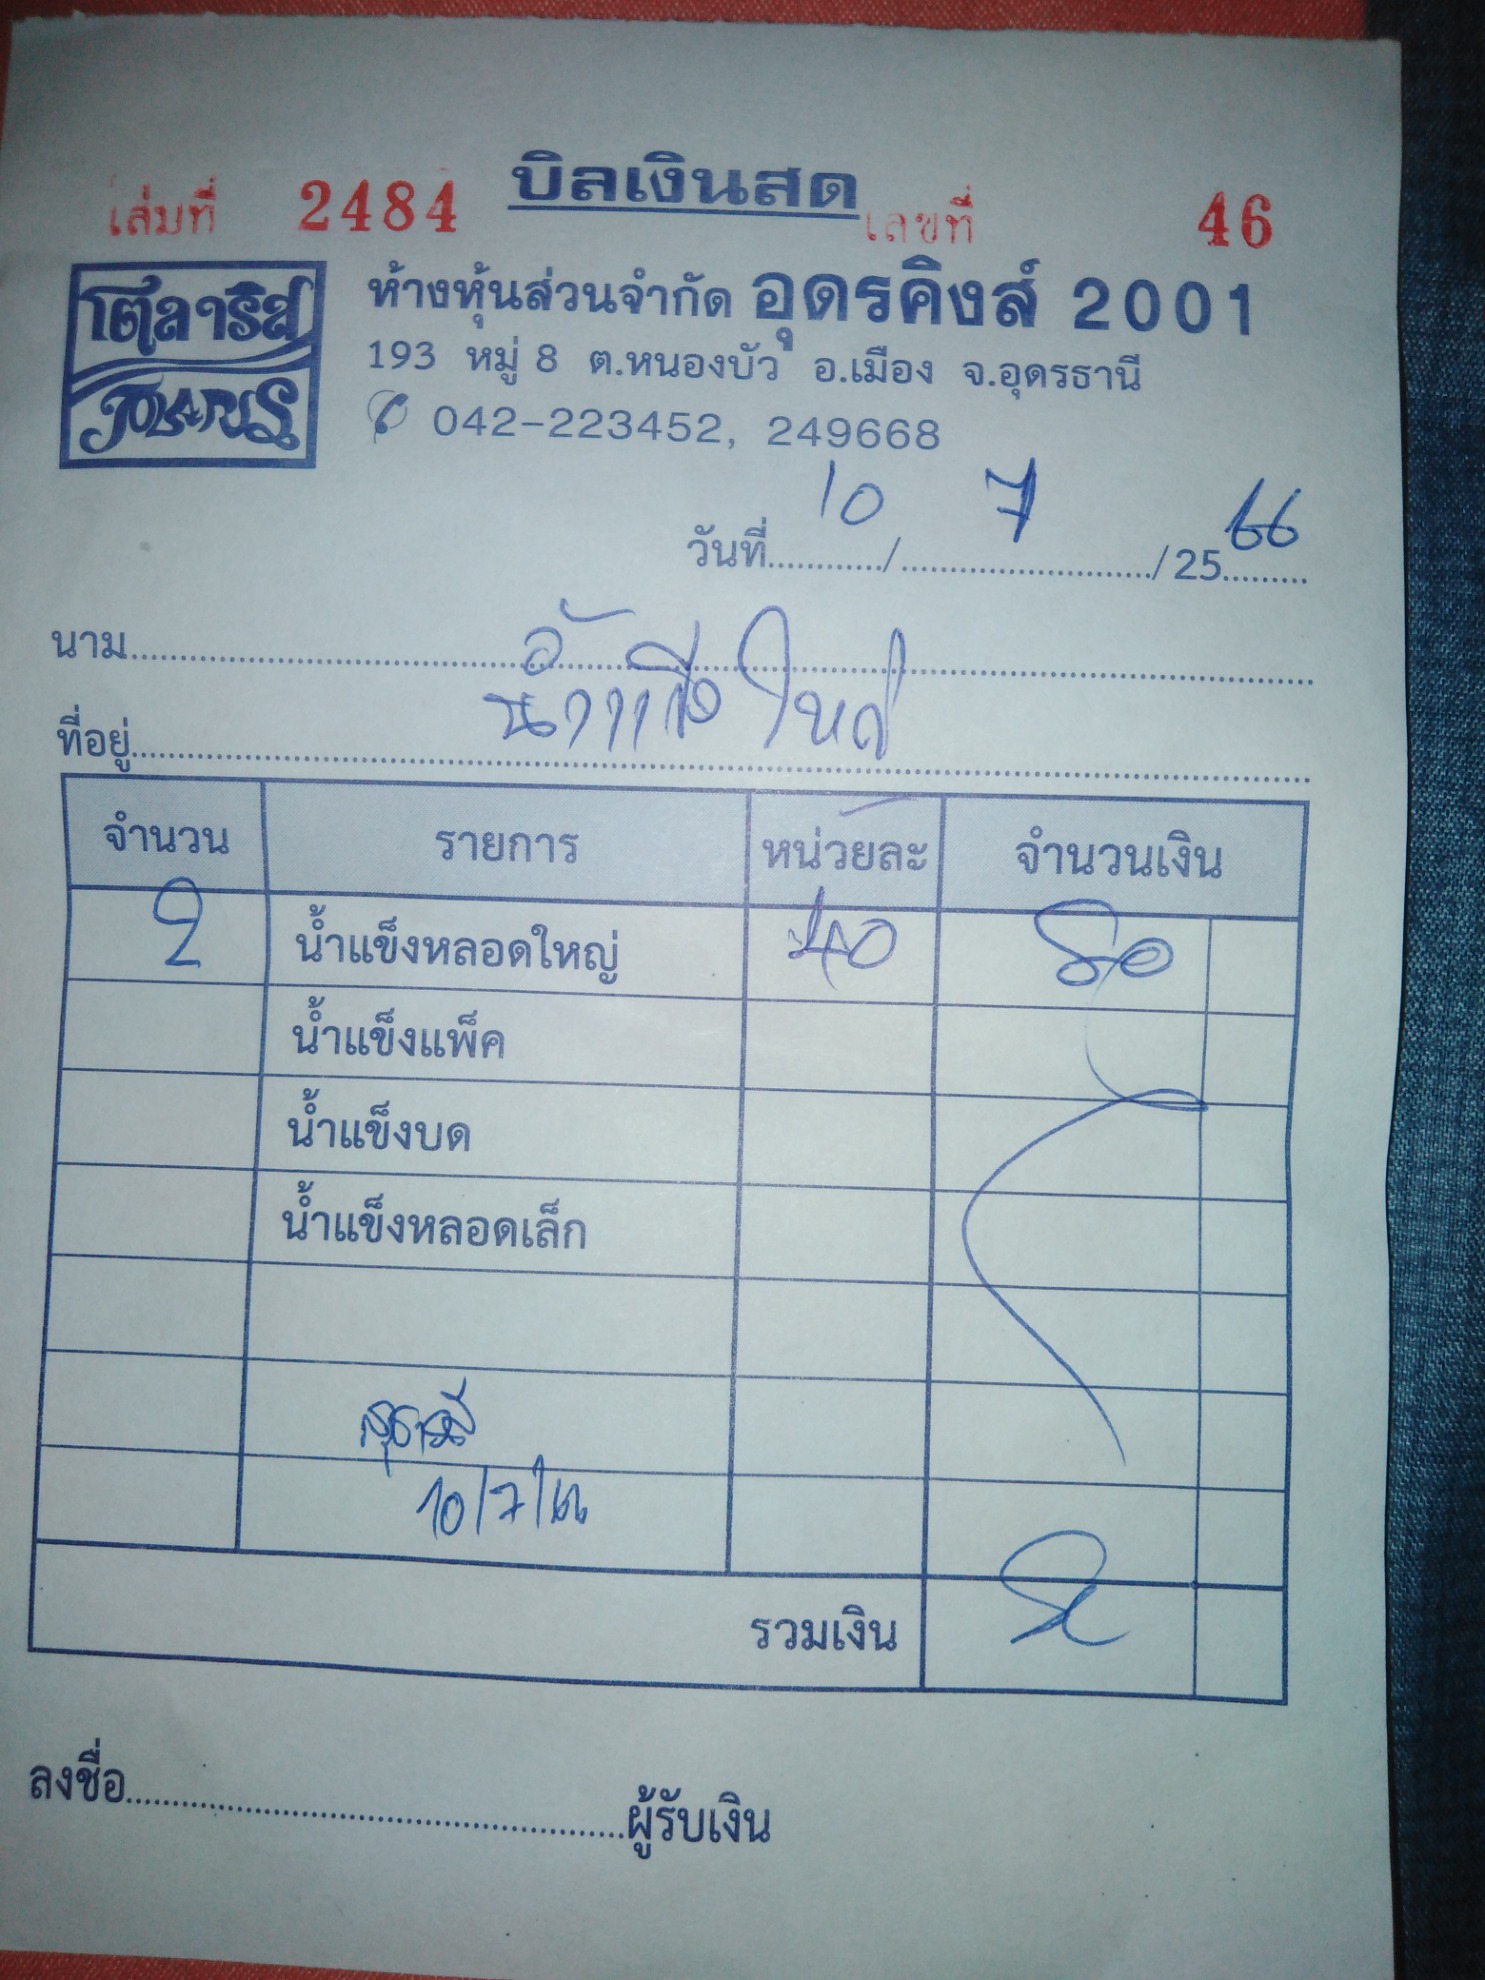 บิลเงินสด
เล่มที่ 2484 เลขที่ 46
โตลาริส
ห้างหุ้นส่วนจำกัด อุดรคิงส์ 2001
193 หมู่ 8 ต.หนองบัว อ.เมือง จ.อุดรธานี
042-223452, 249668
วันที่ 10 / 7 / 25 66
นาม
ที่อยู่
จำนวน รายการ หน่วยละ จำนวนเงิน
2 น้ำแข็งหลอดใหญ่ 40 80
น้ำแข็งแพ็ค
น้ำแข็งบด
น้ำแข็งหลอดเล็ก
10/7/66
รวมเงิน
ลงชื่อ ผู้รับเงิน